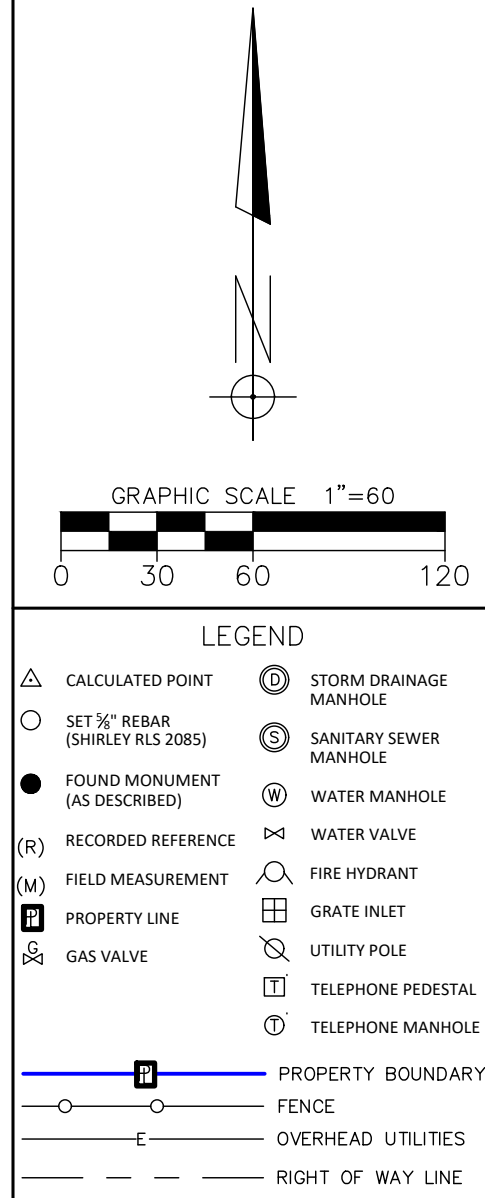 N
GRAPHIC SCALE 1"=60
0 30 60 120
LEGEND
CALCULATED POINT
SET ⅝" REBAR
(SHIRLEY RLS 2085)
FOUND MONUMENT
(AS DESCRIBED)
(R) RECORDED REFERENCE
(M) FIELD MEASUREMENT
PL PROPERTY LINE
G GAS VALVE
D STORM DRAINAGE
MANHOLE
S SANITARY SEWER
MANHOLE
W WATER MANHOLE
WATER VALVE
FIRE HYDRANT
GRATE INLET
UTILITY POLE
T TELEPHONE PEDESTAL
T TELEPHONE MANHOLE
PL PROPERTY BOUNDARY
FENCE
E OVERHEAD UTILITIES
RIGHT OF WAY LINE